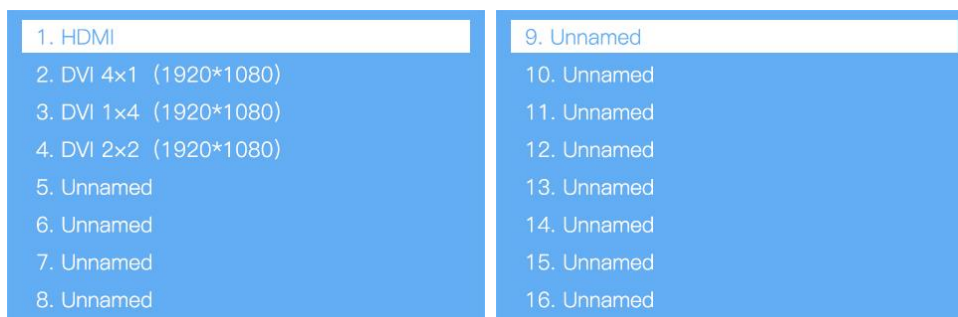 1. HDMI
2. DVI 4×1 (1920*1080)
3. DVI 1×4 (1920*1080)
4. DVI 2×2 (1920*1080)
5. Unnamed
6. Unnamed
7. Unnamed
8. Unnamed
9. Unnamed
10. Unnamed
11. Unnamed
12. Unnamed
13. Unnamed
14. Unnamed
15. Unnamed
16. Unnamed